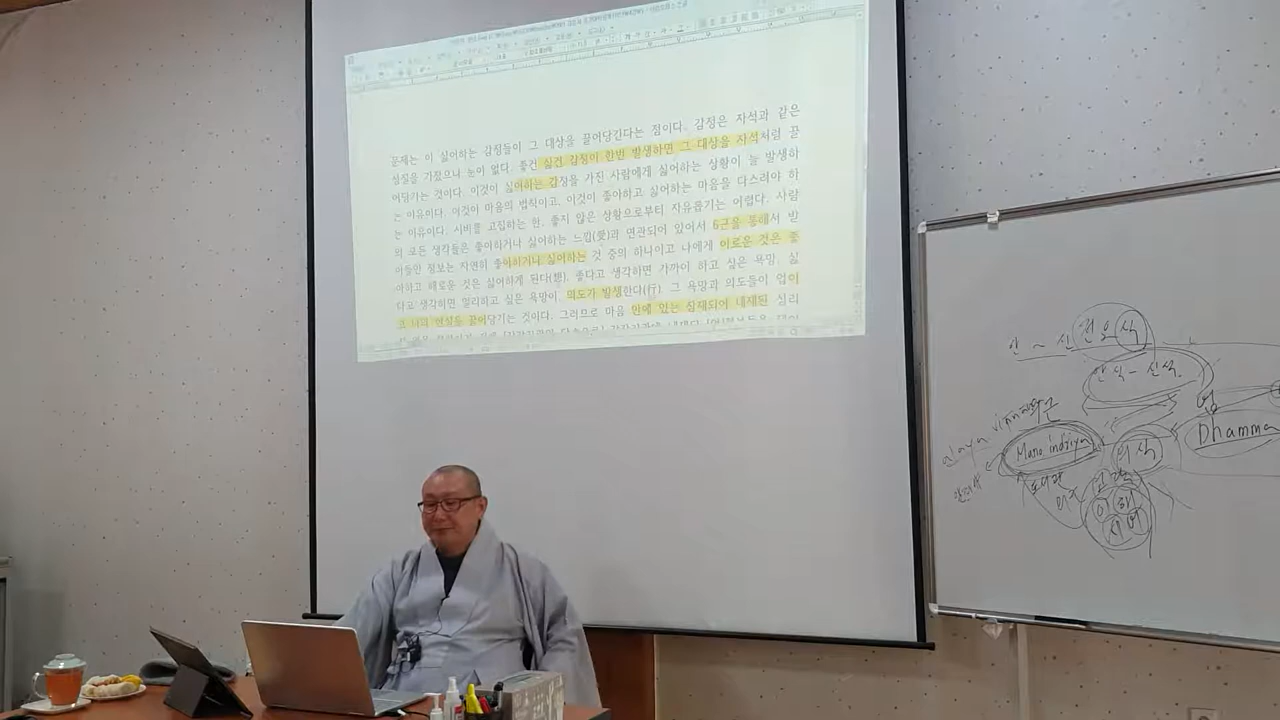 문제는 이 싫어하는 감정들이 그 대상을 끌어당긴다는 점이다. 감정은 자석과 같은
성질을 가졌으나 눈이 없다. 좋건 싫건 감정이 한번 발생하면 그 대상을 자석처럼 끌
어당기는 것이다. 이것이 싫어하는 감정을 가진 사람에게 싫어하는 상황이 늘 발생하
는 이유이다. 이것이 마음의 법칙이고, 이것이 좋아하고 싫어하는 마음을 다스려야 하
는 이유이다. 시비를 고집하는 한, 좋지 않은 상황으로부터 자유롭기는 어렵다. 사람
의 모든 생각들은 좋아하거나 싫어하는 느낌(受)과 연관되어 있어서 6근을 통해서 받
아들인 정보는 자연히 좋아하거나 싫어하는 것 중의 하나이고 나에게 이로운 것은 좋
아하고 해로운 것은 싫어하게 된다(想). 좋다고 생각하면 가까이 하고 싶은 욕망, 싫
다고 생각하면 멀리하고 싶은 욕망이, 의도가 발생한다(行). 그 욕망과 의도들이 업이
고 나의 현실을 끌어당기는 것이다. 그러므로 마음 안에 있는 잠재되어 내재된 심리
안 ~ 신 전오식
안식 - 신식
법
Dhamma
Mano indriya
의식